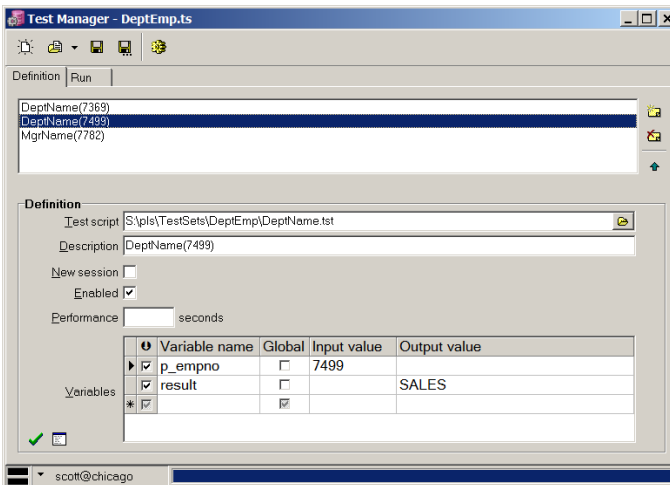 Test Manager - DeptEmp.ts
Definition Run
DeptName(7369)
DeptName(7499)
MgrName(7782)
Definition
Test script S:\pls\TestSets\DeptEmp\DeptName.tst
Description DeptName(7499)
New session
Enabled
Performance seconds
Variable name Global Input value Output value
p_empno 7499
Variables
result SALES
scott@chicago